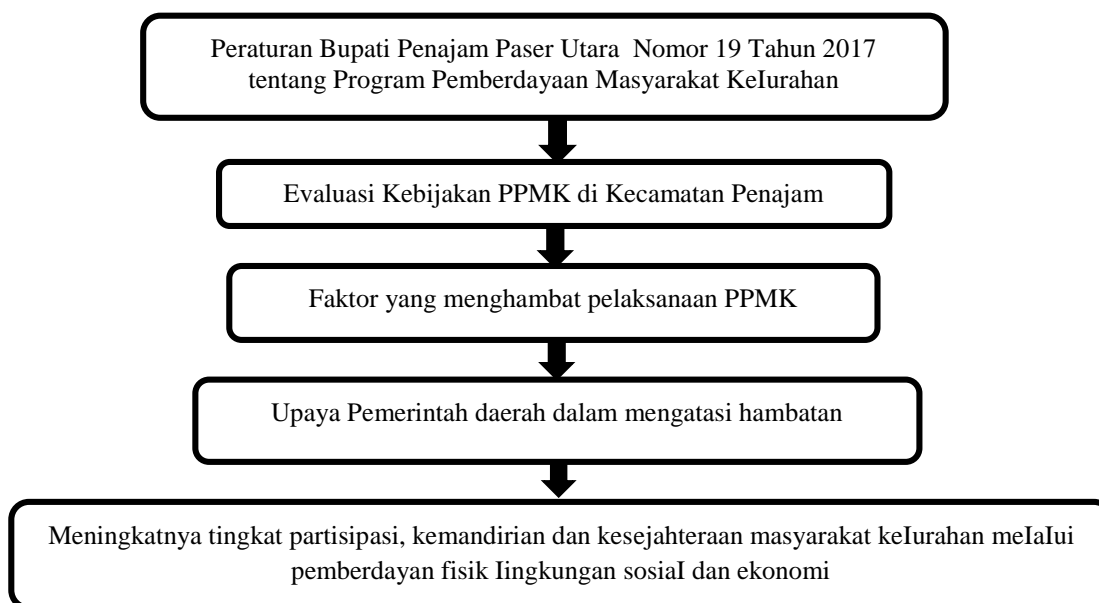 Peraturan Bupati Penajam Paser Utara Nomor 19 Tahun 2017
tentang Program Pemberdayaan Masyarakat KeIurahan
Evaluasi Kebijakan PPMK di Kecamatan Penajam
Faktor yang menghambat pelaksanaan PPMK
Upaya Pemerintah daerah dalam mengatasi hambatan
Meningkatnya tingkat partisipasi, kemandirian dan kesejahteraan masyarakat keIurahan meIaIui
pemberdayan fisik Iingkungan sosiaI dan ekonomi